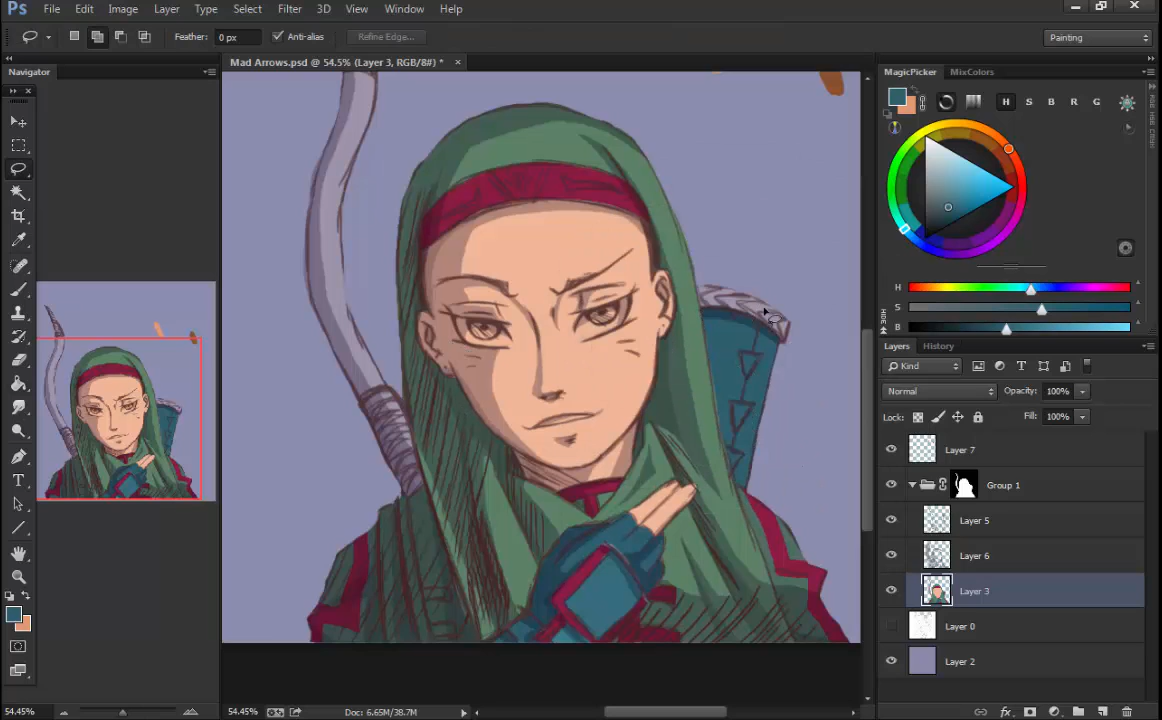 Ps File Edit Image Layer Type Select Filter 3D View Window Help
Feather: 0 px Anti-alias Refine Edge... Painting
Navigator
Mad Arrows.psd @ 54.5% (Layer 3, RGB/8#) *
MagicPicker MixColors
H S B R G
H
S
B
HIDE
Layers History
Kind
Normal Opacity: 100%
Lock: Fill: 100%
Layer 7
Group 1
Layer 5
Layer 6
Layer 3
Layer 0
Layer 2
54.45% 54.45% Doc: 6.65M/38.7M